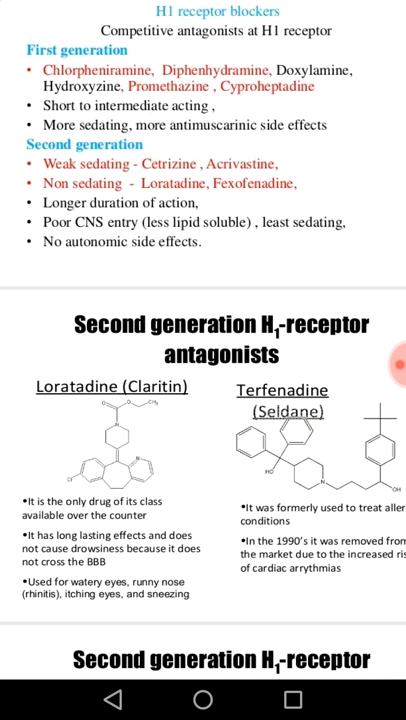 H1 receptor blockers
Competitive antagonists at H1 receptor
First generation
• Chlorpheniramine, Diphenhydramine, Doxylamine,
Hydroxyzine, Promethazine , Cyproheptadine
• Short to intermediate acting ,
• More sedating, more antimuscarinic side effects
Second generation
• Weak sedating - Cetrizine , Acrivastine,
• Non sedating - Loratadine, Fexofenadine,
• Longer duration of action,
• Poor CNS entry (less lipid soluble) , least sedating,
• No autonomic side effects.
Second generation H₁-receptor
antagonists
Loratadine (Claritin)
•It is the only drug of its class
available over the counter
•It has long lasting effects and does
not cause drowsiness because it does
not cross the BBB
•Used for watery eyes, runny nose
(rhinitis), itching eyes, and sneezing
Terfenadine
(Seldane)
HO
N
OH
•It was formerly used to treat aller
conditions
•In the 1990's it was removed from
the market due to the increased ris
of cardiac arrythmias
Second generation H₁-receptor